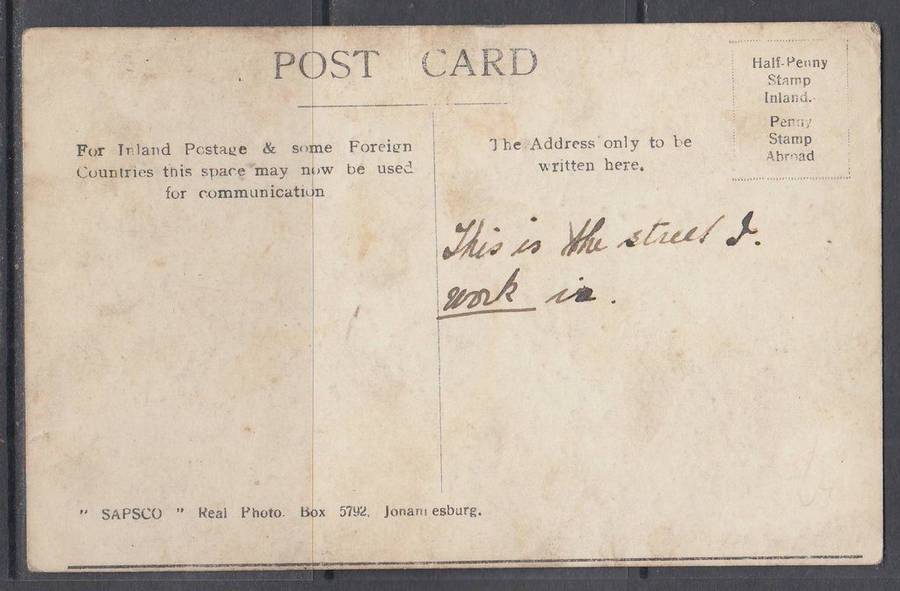 POST CARD
Half-Penny
Stamp
Inland.
Penny
Stamp
Abroad
For Inland Postage & some Foreign
Countries this space may now be used
for communication
The Address only to be
written here.
This is the street I.
work in.
" SAPSCO " Real Photo. Box 5792, Johannesburg.